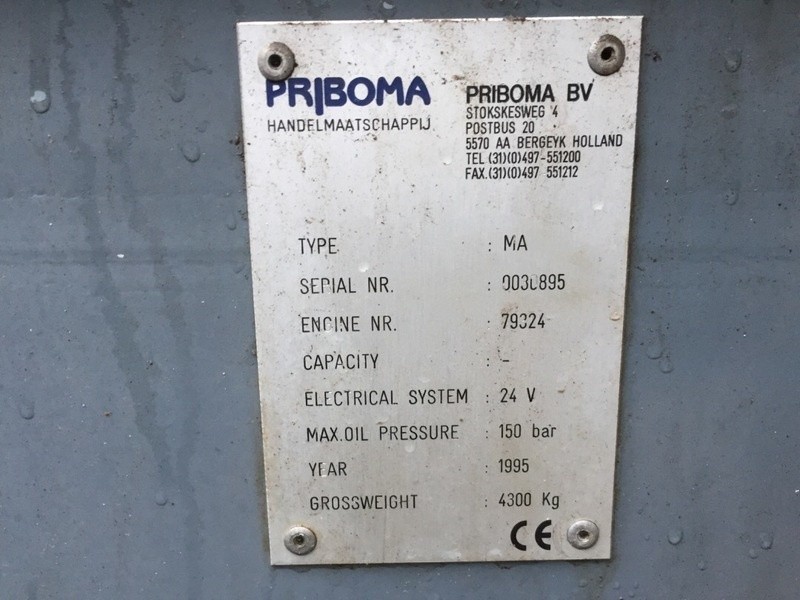 PRIBOMA
HANDELMAATSCHAPPIJ
PRIBOMA BV
STOKSKESWEG 4
POSTBUS 20
5570 AA BERGEYK HOLLAND
TEL (31)(0)497-551200
FAX.(31)(0)497 551212
TYPE : MA
SERIAL NR. :
ENGINE NR. : 79324
CAPACITY : -
ELECTRICAL SYSTEM : 24 V
MAX.OIL PRESSURE : 150 bar
YEAR : 1995
GROSSWEIGHT : 4300 Kg
CE